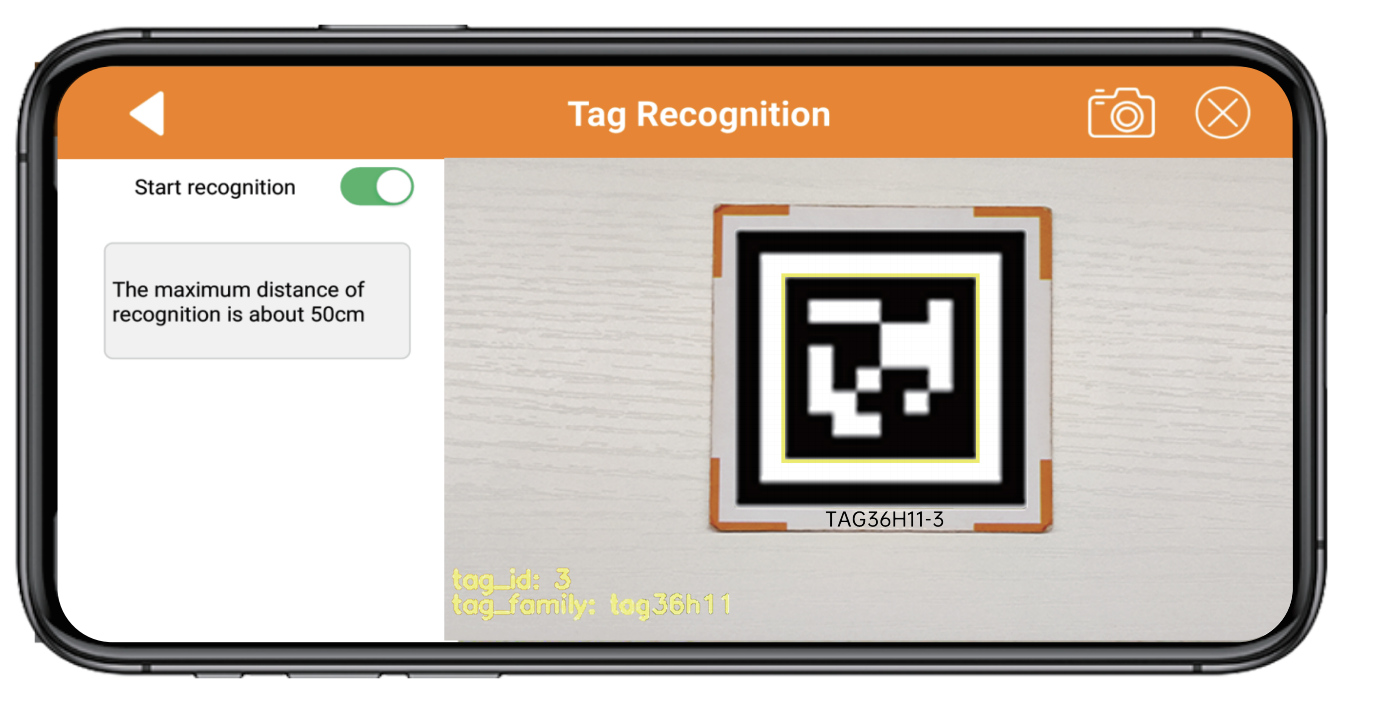 Tag Recognition
Start recognition
The maximum distance of
recognition is about 50cm
TAG36H11-3
tag_id: 3
tag_family: tag36h11